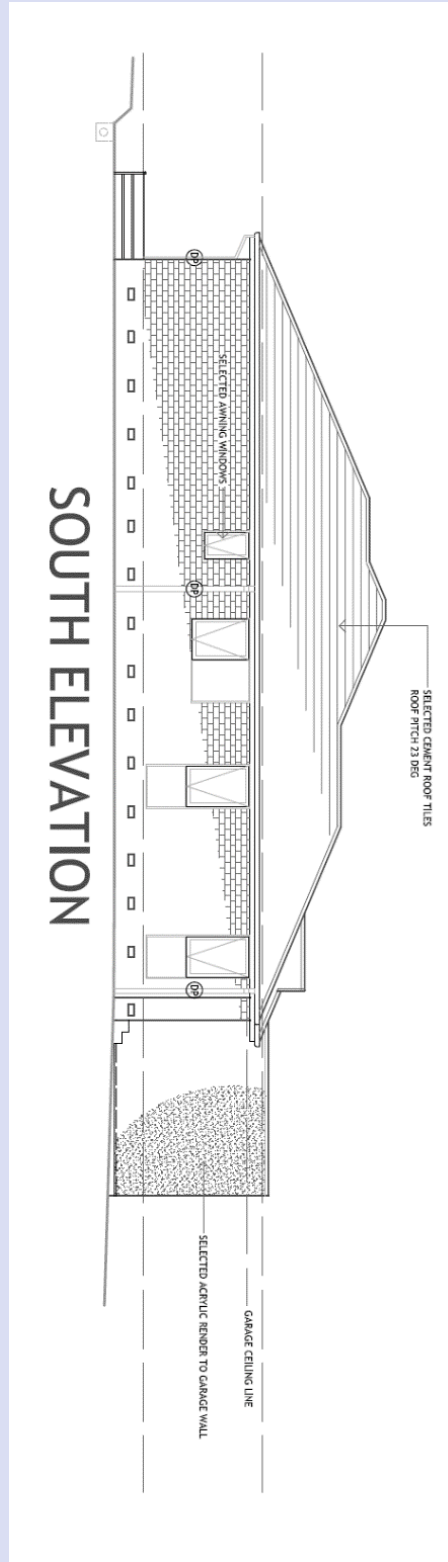 SELECTED CEMENT ROOF TILES
ROOF PITCH 23 DEG
SELECTED AWNING WINDOWS
DP
DP
DP
GARAGE CEILING LINE
SELECTED ACRYLIC RENDER TO GARAGE WALL
SOUTH ELEVATION